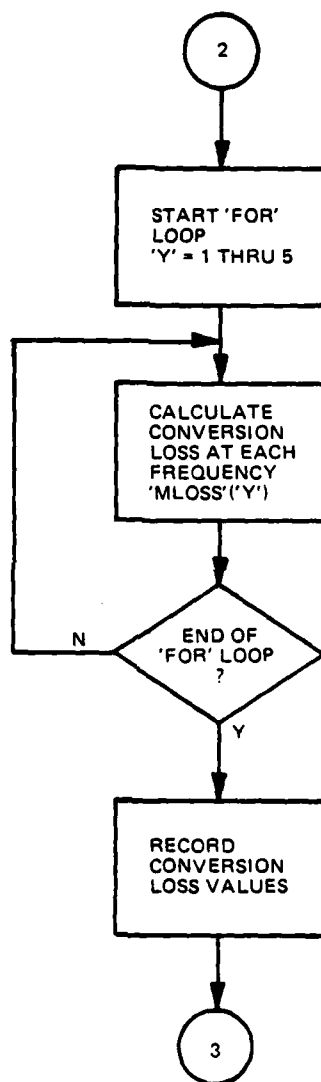 2
START 'FOR'
LOOP
'Y' = 1 THRU 5
CALCULATE
CONVERSION
LOSS AT EACH
FREQUENCY
'MLOSS'('Y')
END OF
'FOR' LOOP
?
N
Y
RECORD
CONVERSION
LOSS VALUES
3